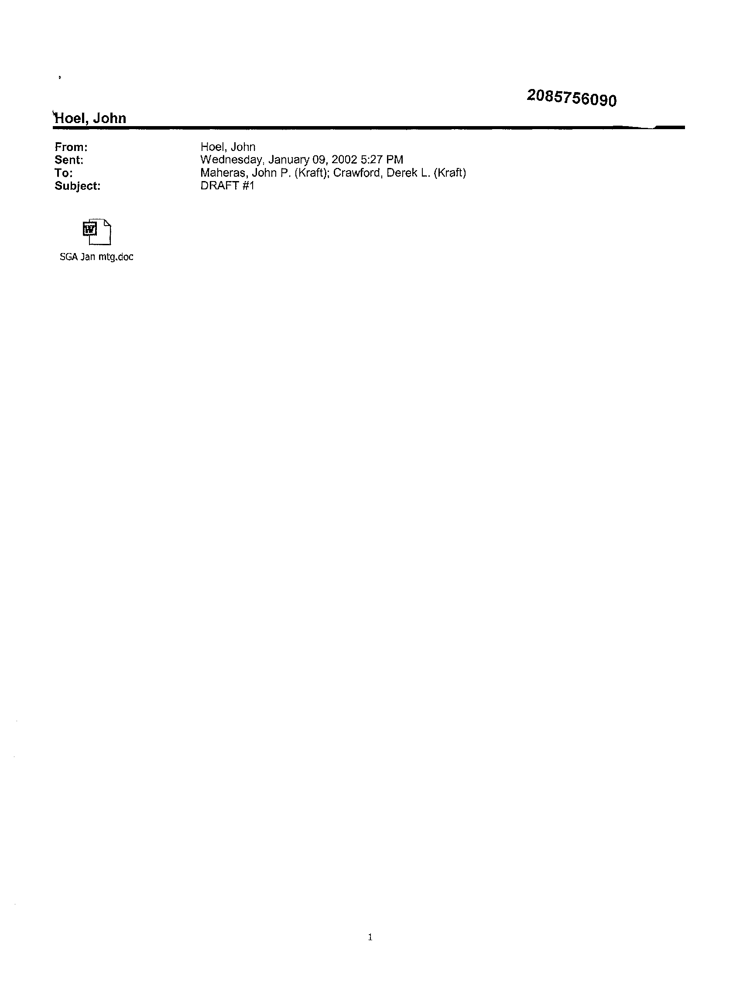 2085756090
Hoel, John
From: Hoel, John
Sent: Wednesday, January 09, 2002 5:27 PM
To: Maheras, John P. (Kraft); Crawford, Derek L. (Kraft)
Subject: DRAFT #1
W
SGA Jan mtg.doc
1